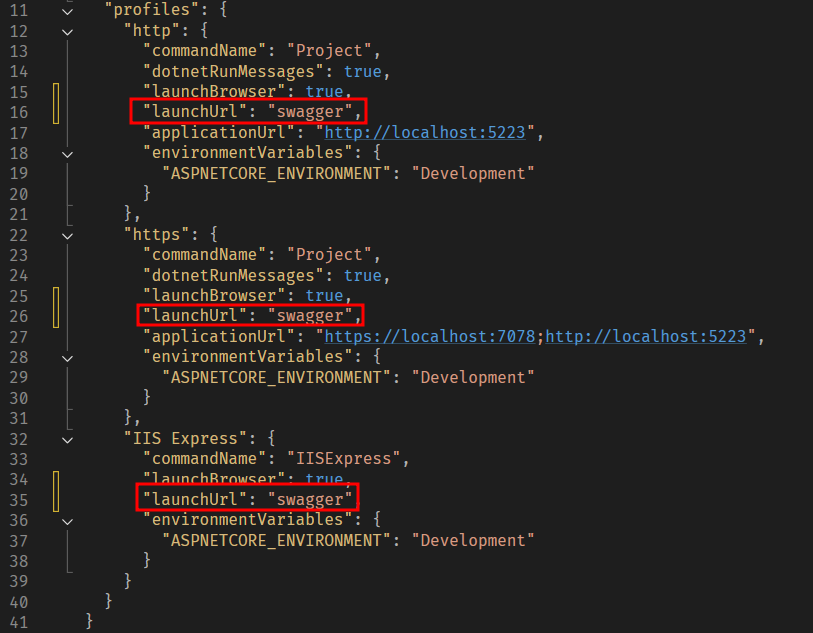 11 "profiles": {
12 "http": {
13 "commandName": "Project",
14 "dotnetRunMessages": true,
15 "launchBrowser": true,
16 "launchUrl": "swagger",
17 "applicationUrl": "http://localhost:5223",
18 "environmentVariables": {
19 "ASPNETCORE_ENVIRONMENT": "Development"
20 }
21 },
22 "https": {
23 "commandName": "Project",
24 "dotnetRunMessages": true,
25 "launchBrowser": true,
26 "launchUrl": "swagger",
27 "applicationUrl": "https://localhost:7078;http://localhost:5223",
28 "environmentVariables": {
29 "ASPNETCORE_ENVIRONMENT": "Development"
30 }
31 },
32 "IIS Express": {
33 "commandName": "IISExpress",
34 "launchBrowser": true,
35 "launchUrl": "swagger",
36 "environmentVariables": {
37 "ASPNETCORE_ENVIRONMENT": "Development"
38 }
39 }
40 }
41 }